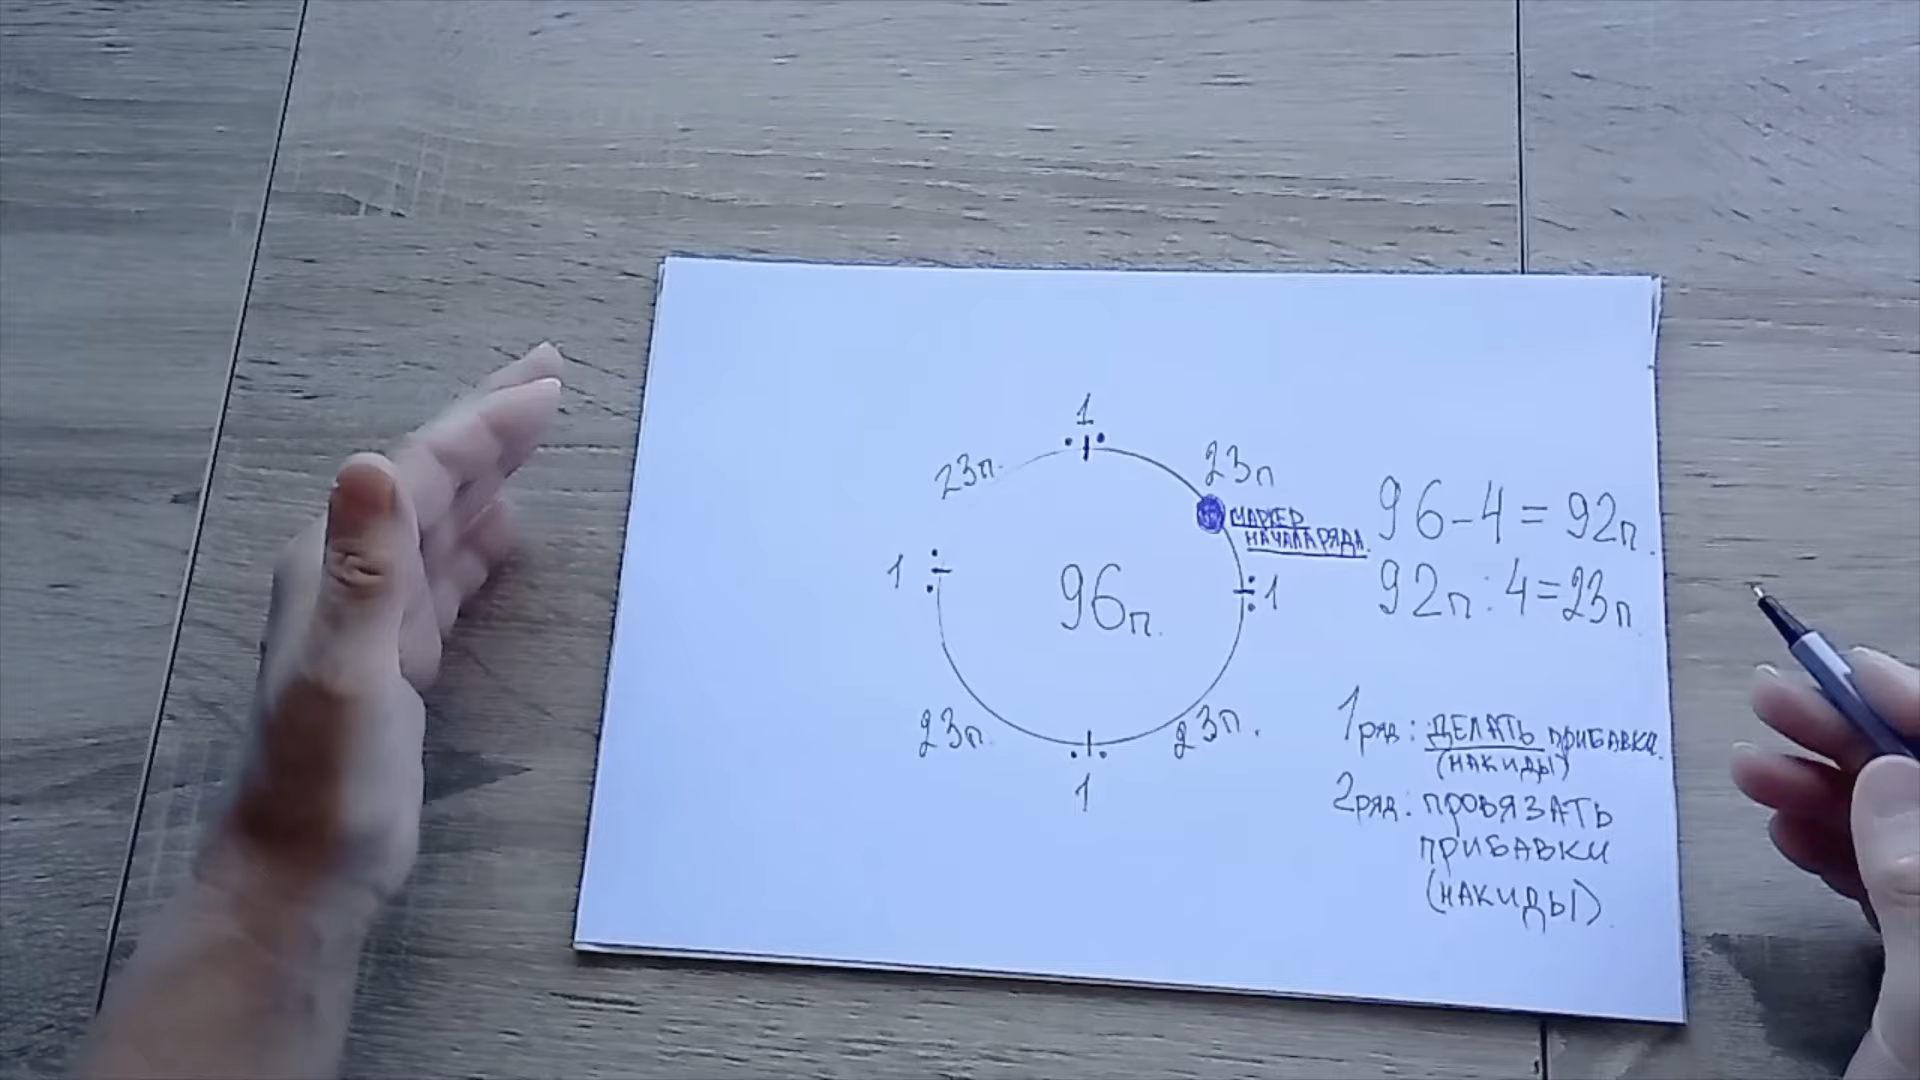 1
23п.
23п
маркер
начала ряда.
1
96п.
1
23п.
23п.
1
96-4=92п.
92п:4=23п.
1ряд: ДЕЛАТЬ ПРИБАВКИ.
(НАКИДЫ)
2ряд: ПРОВЯЗАТЬ
ПРИБАВКИ
(НАКИДЫ).